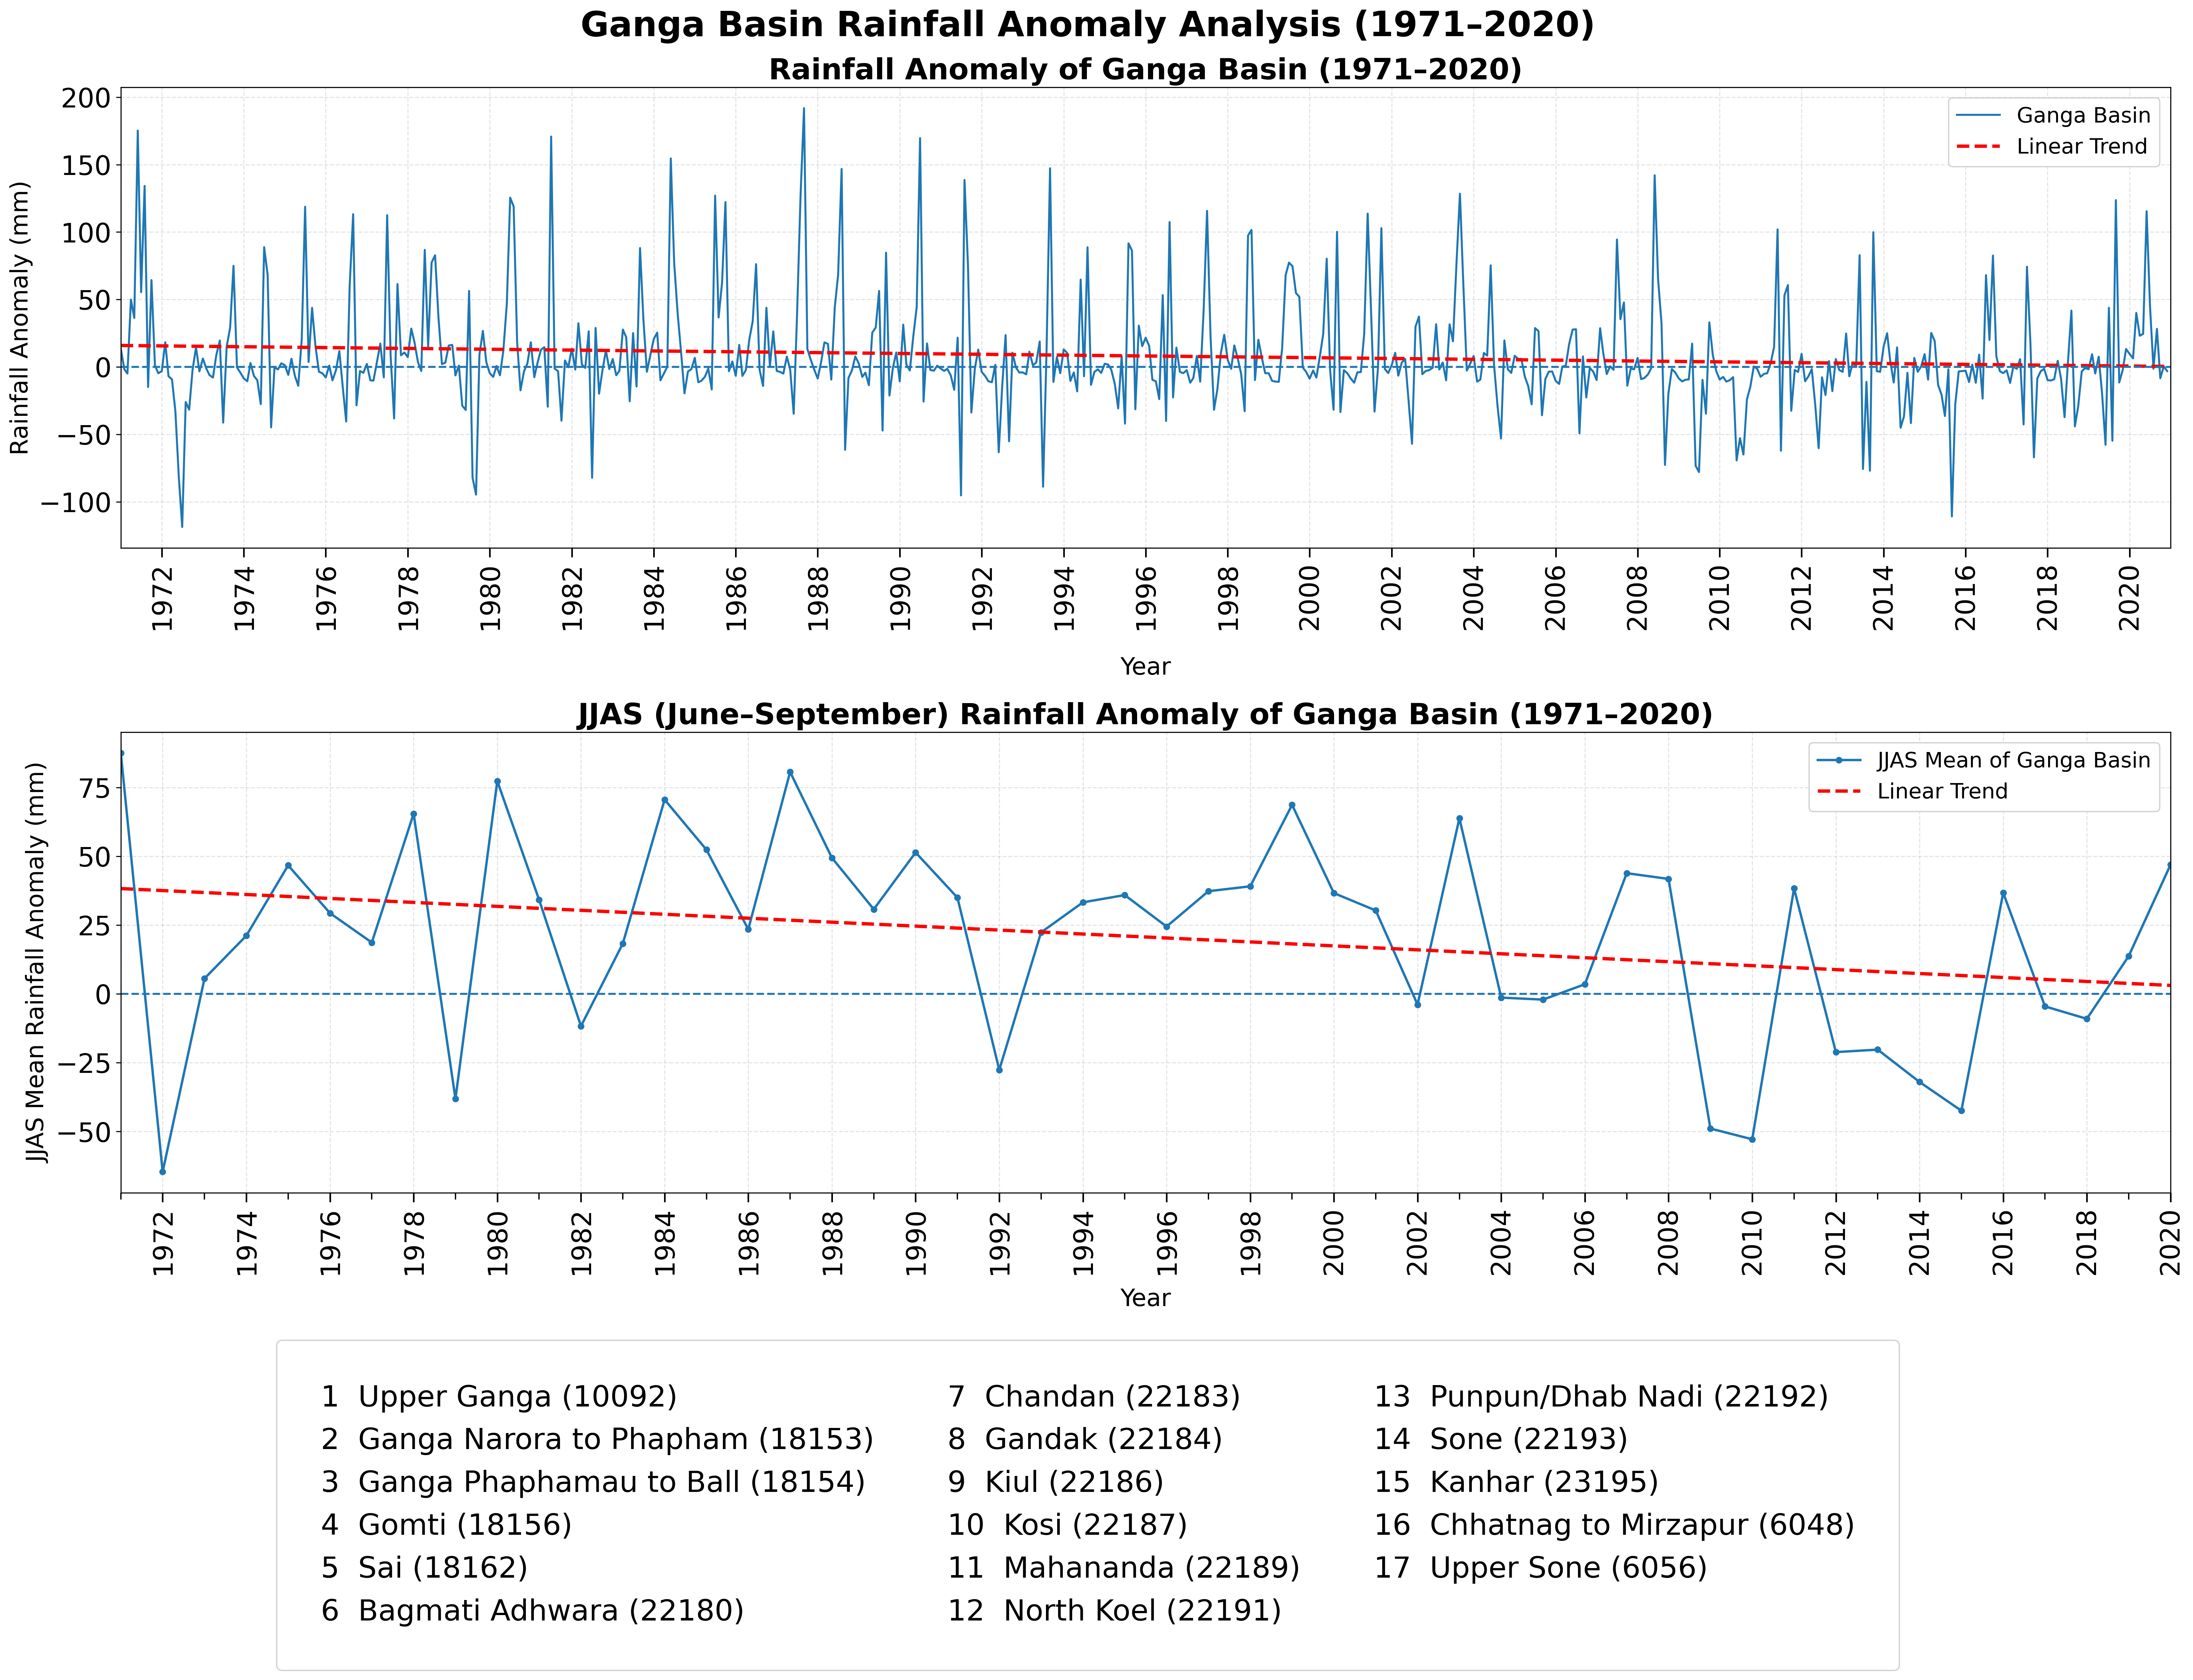 Ganga Basin Rainfall Anomaly Analysis (1971–2020)
Rainfall Anomaly of Ganga Basin (1971–2020)
Rainfall Anomaly (mm)
200
150
100
50
0
−50
−100
Ganga Basin
Linear Trend
1972 1974 1976 1978 1980 1982 1984 1986 1988 1990 1992 1994 1996 1998 2000 2002 2004 2006 2008 2010 2012 2014 2016 2018 2020
Year
JJAS (June–September) Rainfall Anomaly of Ganga Basin (1971–2020)
JJAS Mean Rainfall Anomaly (mm)
75
50
25
0
−25
−50
JJAS Mean of Ganga Basin
Linear Trend
1972 1974 1976 1978 1980 1982 1984 1986 1988 1990 1992 1994 1996 1998 2000 2002 2004 2006 2008 2010 2012 2014 2016 2018 2020
Year
1 Upper Ganga (10092)
2 Ganga Narora to Phapham (18153)
3 Ganga Phaphamau to Ball (18154)
4 Gomti (18156)
5 Sai (18162)
6 Bagmati Adhwara (22180)
7 Chandan (22183)
8 Gandak (22184)
9 Kiul (22186)
10 Kosi (22187)
11 Mahananda (22189)
12 North Koel (22191)
13 Punpun/Dhab Nadi (22192)
14 Sone (22193)
15 Kanhar (23195)
16 Chhatnag to Mirzapur (6048)
17 Upper Sone (6056)